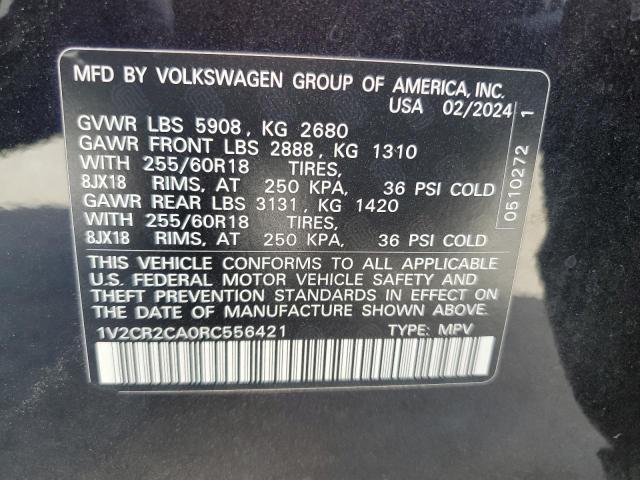 MFD BY VOLKSWAGEN GROUP OF AMERICA, INC.
USA 02/2024
GVWR LBS 5908, KG 2680
GAWR FRONT LBS 2888, KG 1310
WITH 255/60R18 TIRES,
8JX18 RIMS, AT 250 KPA, 36 PSI COLD
GAWR REAR LBS 3131, KG 1420
WITH 255/60R18 TIRES,
8JX18 RIMS, AT 250 KPA, 36 PSI COLD
THIS VEHICLE CONFORMS TO ALL APPLICABLE
U.S. FEDERAL MOTOR VEHICLE SAFETY AND
THEFT PREVENTION STANDARDS IN EFFECT ON
THE DATE OF MANUFACTURE SHOWN ABOVE.
1V2CR2CA0RC556421 TYPE: MPV
0510272 1